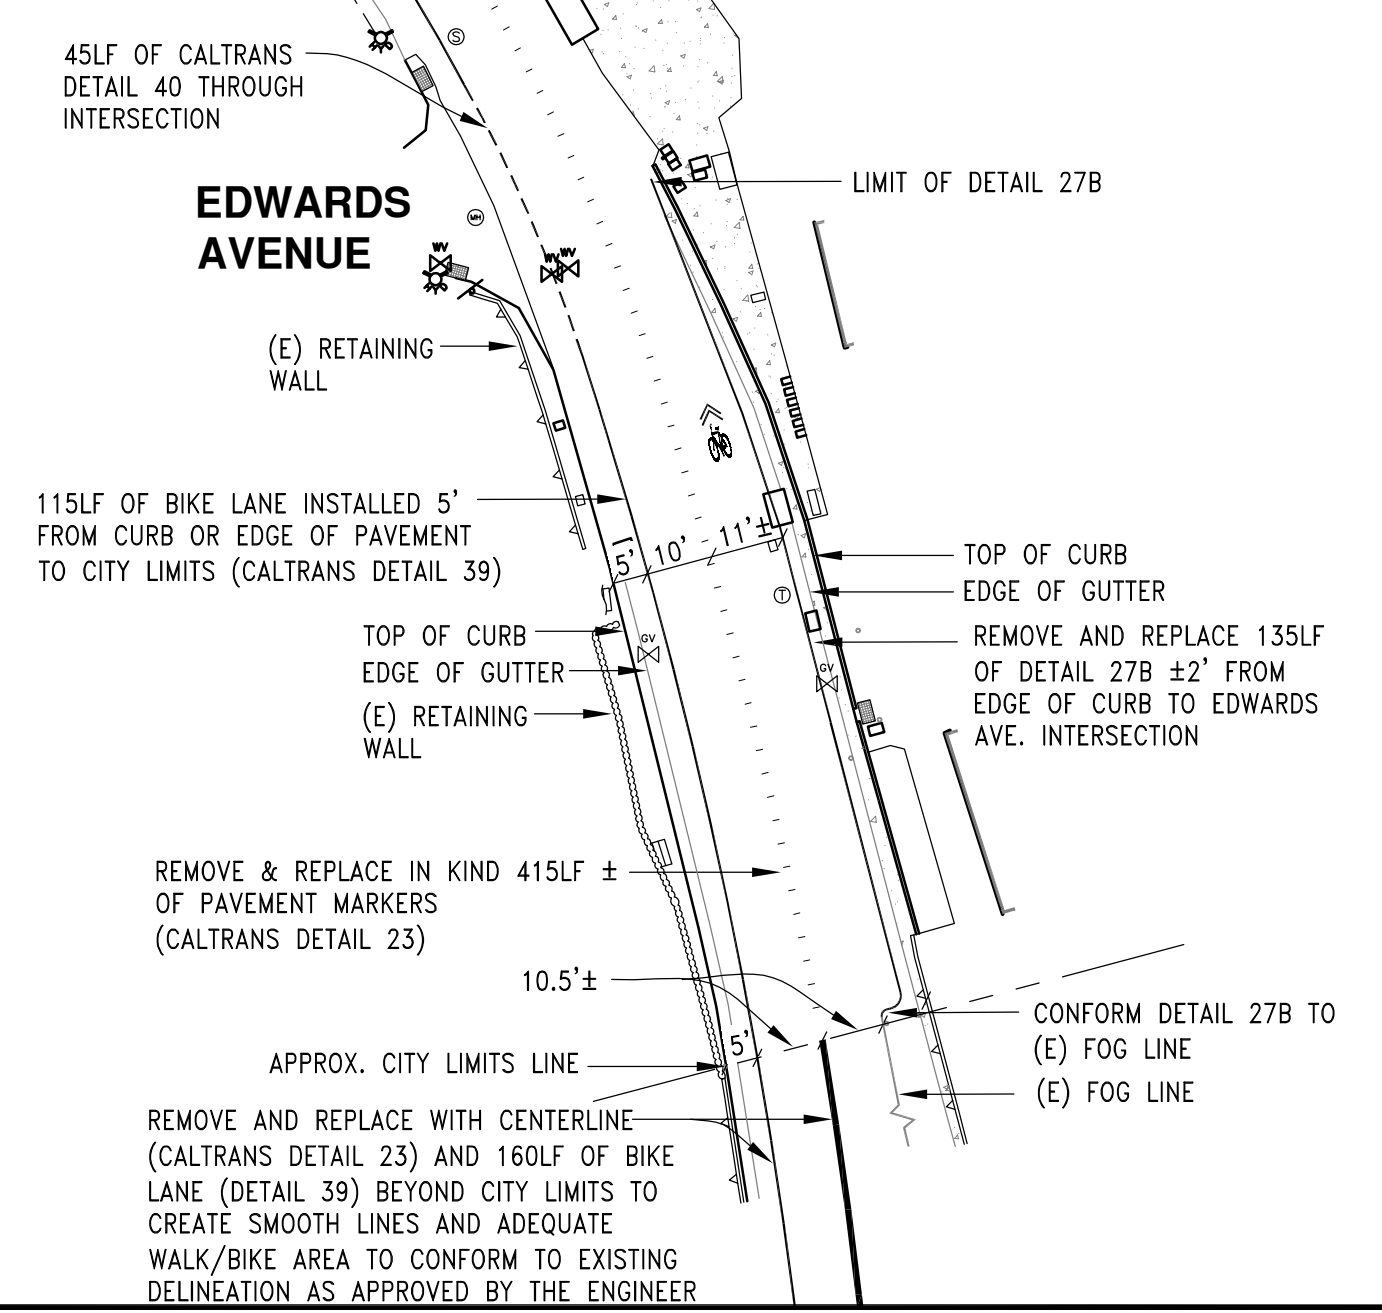 45LF OF CALTRANS
DETAIL 40 THROUGH
INTERSECTION
S
EDWARDS
AVENUE
MH
WV
WV
WV
LIMIT OF DETAIL 27B
(E) RETAINING
WALL
115LF OF BIKE LANE INSTALLED 5'
FROM CURB OR EDGE OF PAVEMENT
TO CITY LIMITS (CALTRANS DETAIL 39)
5'
10'
11'±
T
TOP OF CURB
EDGE OF GUTTER
REMOVE AND REPLACE 135LF
OF DETAIL 27B ±2' FROM
EDGE OF CURB TO EDWARDS
AVE. INTERSECTION
TOP OF CURB
EDGE OF GUTTER
(E) RETAINING
WALL
GV
GV
REMOVE & REPLACE IN KIND 415LF ±
OF PAVEMENT MARKERS
(CALTRANS DETAIL 23)
10.5'±
5'
APPROX. CITY LIMITS LINE
CONFORM DETAIL 27B TO
(E) FOG LINE
(E) FOG LINE
REMOVE AND REPLACE WITH CENTERLINE
(CALTRANS DETAIL 23) AND 160LF OF BIKE
LANE (DETAIL 39) BEYOND CITY LIMITS TO
CREATE SMOOTH LINES AND ADEQUATE
WALK/BIKE AREA TO CONFORM TO EXISTING
DELINEATION AS APPROVED BY THE ENGINEER